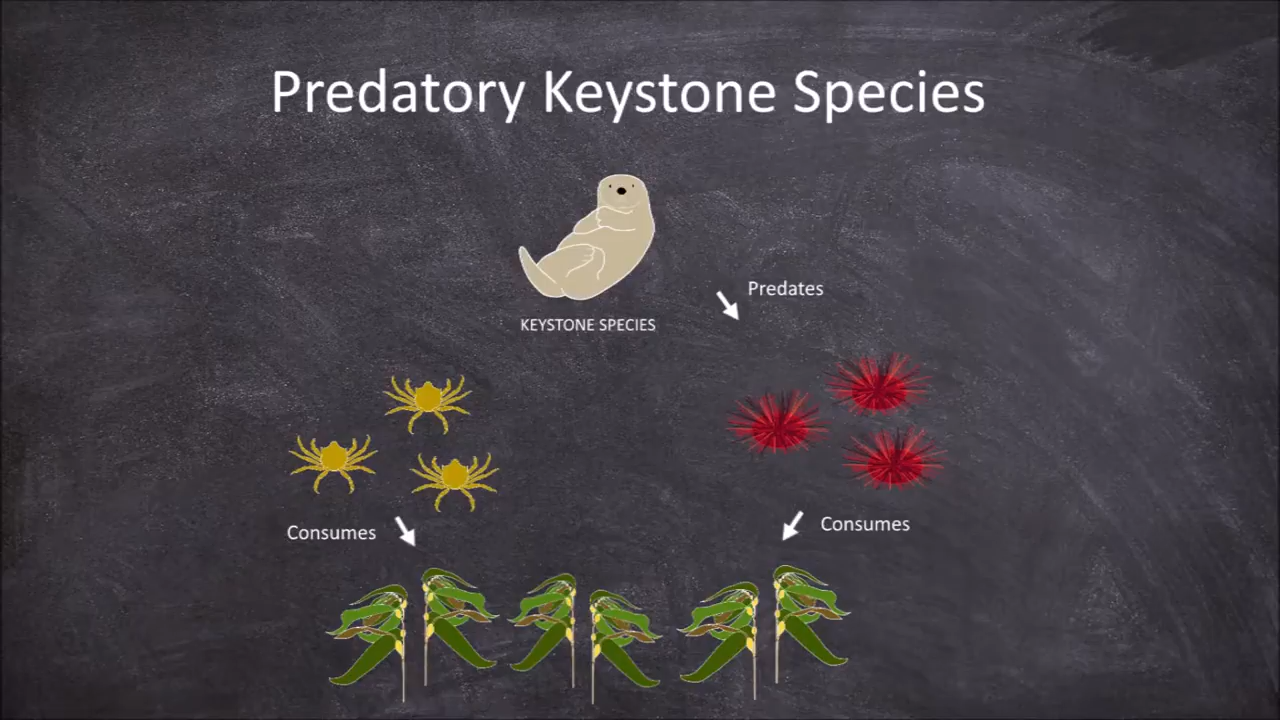 Predatory Keystone Species
Predates
KEYSTONE SPECIES
Consumes
Consumes